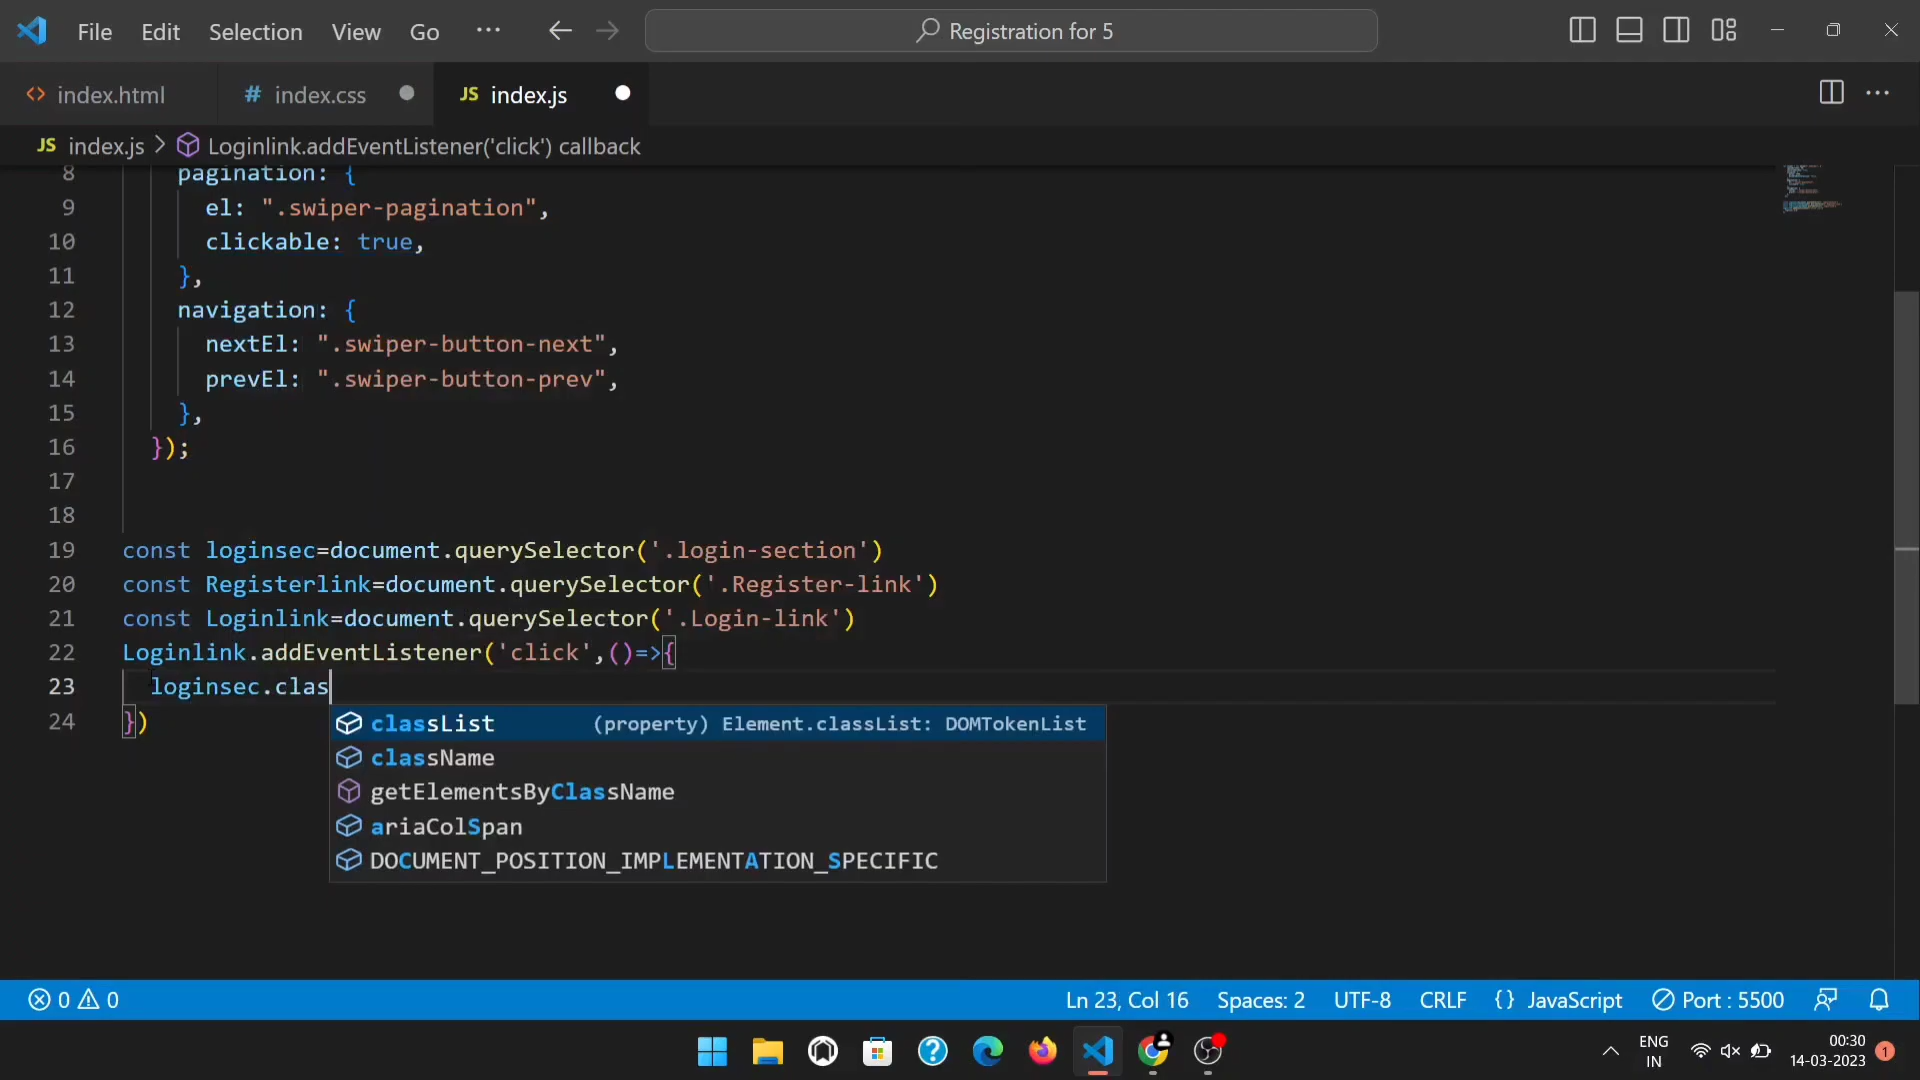 File Edit Selection View Go ··· Registration for 5
index.html # index.css JS index.js
JS index.js > Loginlink.addEventListener('click') callback
8 pagination: {
9 el: ".swiper-pagination",
10 clickable: true,
11 },
12 navigation: {
13 nextEl: ".swiper-button-next",
14 prevEl: ".swiper-button-prev",
15 },
16 });
17
18
19 const loginsec=document.querySelector('.login-section')
20 const Registerlink=document.querySelector('.Register-link')
21 const Loginlink=document.querySelector('.Login-link')
22 Loginlink.addEventListener('click',()=>{
23 loginsec.clas
24 })
classList (property) Element.classList: DOMTokenList
className
getElementsByClassName
ariaColSpan
DOCUMENT_POSITION_IMPLEMENTATION_SPECIFIC
0 0 Ln 23, Col 16 Spaces: 2 UTF-8 CRLF {} JavaScript Port : 5500
ENG
IN
00:30
14-03-2023
1